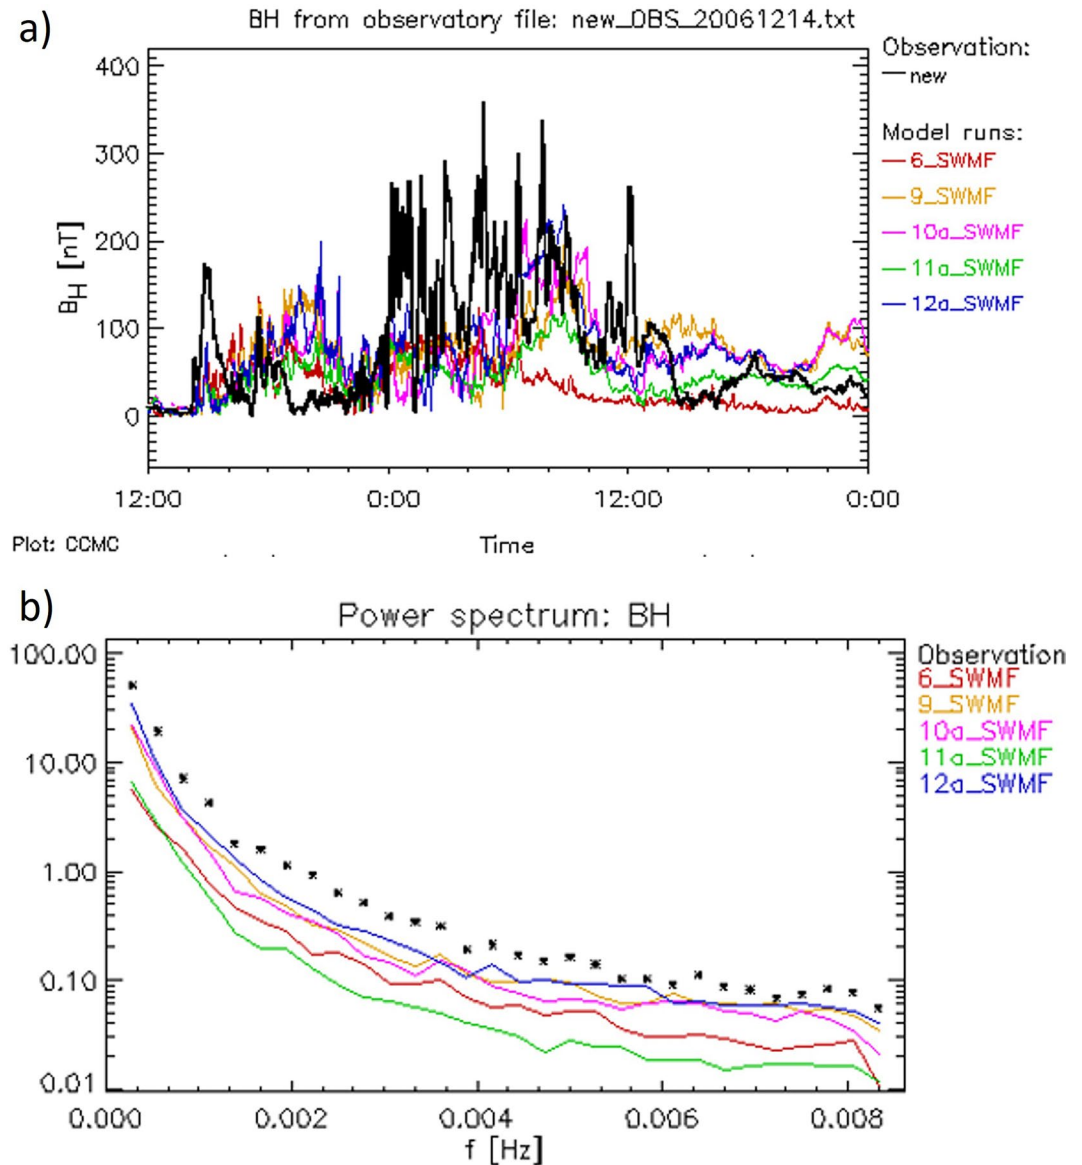 a)
BH from observatory file: new_OBS_20061214.txt
400
300
200
100
0
B_H [nT]
12:00
0:00
12:00
0:00
Time
Plot: CCMC
Observation:
new
Model runs:
6_SWMF
9_SWMF
10a_SWMF
11a_SWMF
12a_SWMF
b)
Power spectrum: BH
100.00
10.00
1.00
0.10
0.01
0.000
0.002
0.004
0.006
0.008
f [Hz]
Observation
6_SWMF
9_SWMF
10a_SWMF
11a_SWMF
12a_SWMF